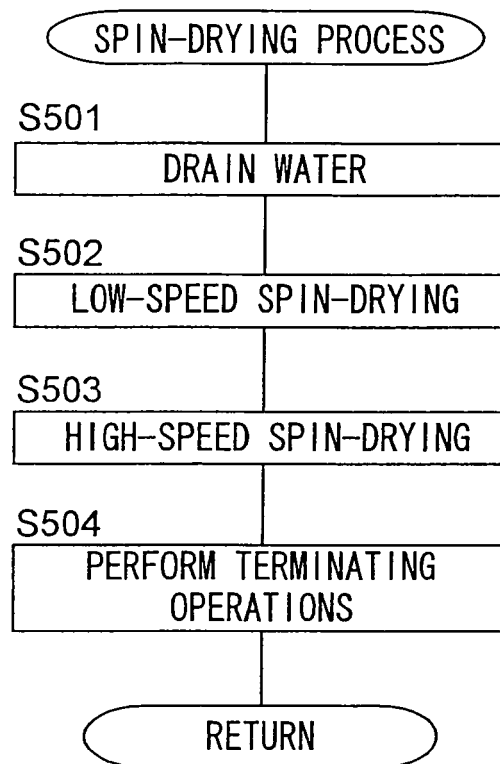 SPIN-DRYING PROCESS
S501
DRAIN WATER
S502
LOW-SPEED SPIN-DRYING
S503
HIGH-SPEED SPIN-DRYING
S504
PERFORM TERMINATING
OPERATIONS
RETURN